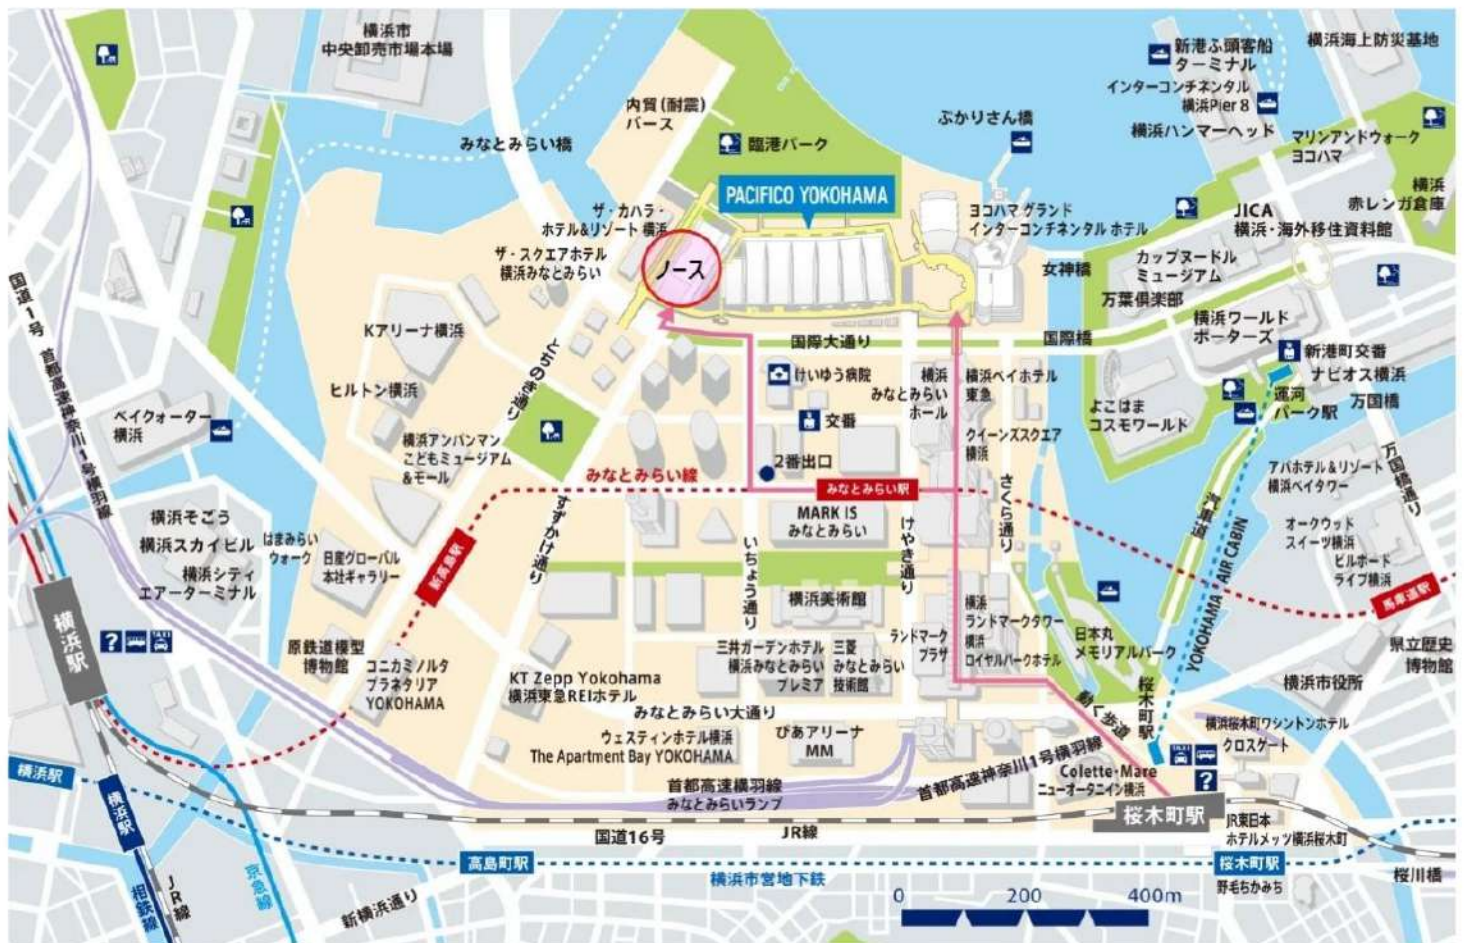 横浜市
中央卸売市場本場
内貿(耐震)
バース
みなとみらい橋
臨港パーク
ぷかりさん橋
新港ふ頭客船
ターミナル
インターコンチネンタル
横浜Pier 8
横浜ハンマーヘッド
横浜海上防災基地
マリンアンドウォーク
ヨコハマ
横浜
赤レンガ倉庫
PACIFICO YOKOHAMA
ザ・カハラ・
ホテル&リゾート 横浜
ザ・スクエアホテル
横浜みなとみらい
ノース
ヨコハマ グランド
インターコンチネンタル ホテル
JICA
横浜・海外移住資料館
カップヌードル
ミュージアム
女神橋
万葉倶楽部
横浜ワールド
ポーターズ
国道1号
首都高速神奈川1号横羽線
Kアリーナ横浜
とちのき通り
国際大通り
国際橋
新港町交番
ナビオス横浜
運河
パーク駅
万国橋
ヒルトン横浜
けいゆう病院
横浜
みなとみらい
ホール
横浜ベイホテル
東急
よこはま
コスモワールド
ベイクォーター
横浜
横浜アンパンマン
こどもミュージアム
&モール
交番
クイーンズスクエア
横浜
2番出口
みなとみらい線
みなとみらい駅
さくら通り
汽車道
YOKOHAMA AIR CABIN
アパホテル&リゾート
横浜ベイタワー
万国橋通り
横浜そごう
横浜スカイビル
横浜シティ
エアーターミナル
はまみらい
ウォーク
日産グローバル
本社ギャラリー
新高島駅
すずかけ通り
MARK IS
みなとみらい
けやき通り
いちょう通り
オークウッド
スイーツ横浜
ビルボード
ライブ横浜
馬車道駅
横浜駅
?
TAXI
原鉄道模型
博物館
コニカミノルタ
プラネタリア
YOKOHAMA
横浜美術館
三井ガーデンホテル
横浜みなとみらい
プレミア
三菱
みなとみらい
技術館
ランドマーク
プラザ
横浜
ランドマークタワー
横浜
ロイヤルパークホテル
日本丸
メモリアルパーク
県立歴史
博物館
横浜市役所
KT Zepp Yokohama
横浜東急REIホテル
みなとみらい大通り
動く歩道
桜木町駅
横浜桜木町ワシントンホテル
クロスゲート
ウェスティンホテル横浜
The Apartment Bay YOKOHAMA
ぴあアリーナ
MM
TAXI
?
首都高速神奈川1号横羽線
Colette・Mare
ニューオータニイン横浜
横浜駅
横浜駅
首都高速横羽線
みなとみらいランプ
桜木町駅
JR東日本
ホテルメッツ横浜桜木町
国道16号
JR線
高島町駅
横浜市営地下鉄
桜木町駅
野毛ちかみち
桜川橋
相鉄線
JR線
京急線
新横浜通り
0 200 400m